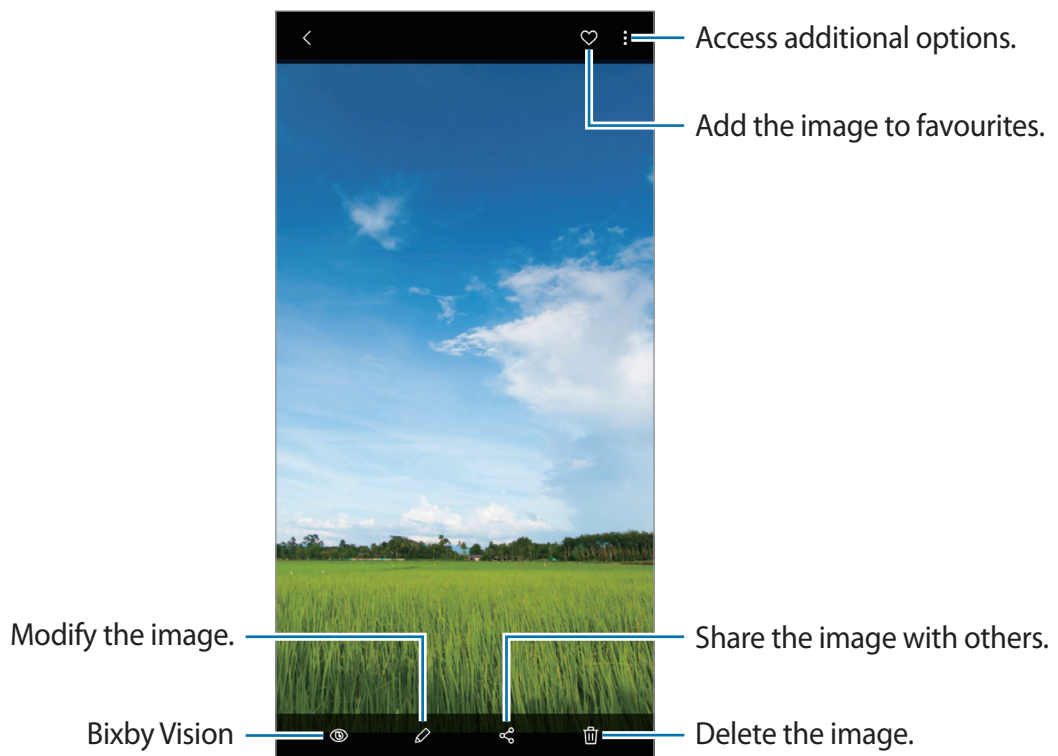 Access additional options.
Add the image to favourites.
Modify the image.
Share the image with others.
Bixby Vision
Delete the image.